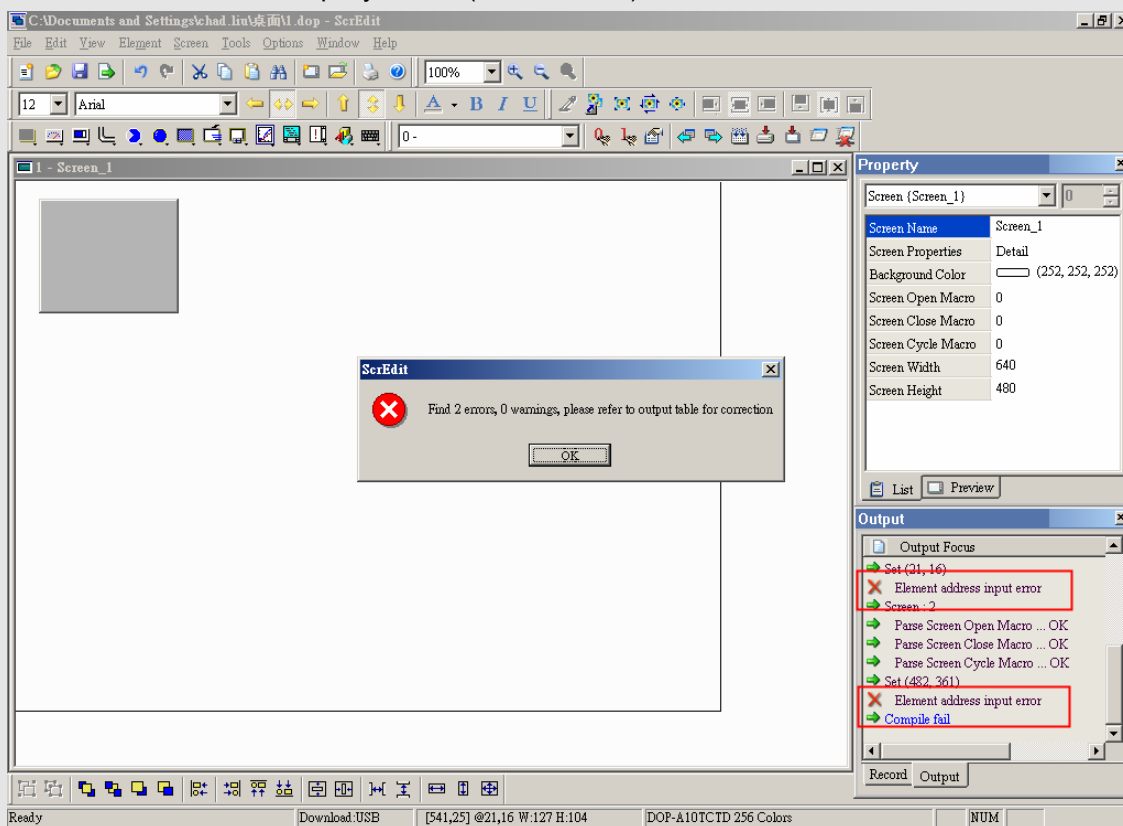 C:\Documents and Settings\chad.liu\桌面\1.dop - ScrEdit
File Edit View Element Screen Tools Options Window Help
100%
12 Arial
0 -
1 - Screen_1
Property
Screen {Screen_1} 0
Screen Name Screen_1
Screen Properties Detail
Background Color (252, 252, 252)
Screen Open Macro 0
Screen Close Macro 0
Screen Cycle Macro 0
Screen Width 640
Screen Height 480
List Preview
ScrEdit
Find 2 errors, 0 warnings, please refer to output table for correction
OK
Output
Output Focus
Set (21, 16)
Element address input error
Screen : 2
Parse Screen Open Macro ... OK
Parse Screen Close Macro ... OK
Parse Screen Cycle Macro ... OK
Set (482, 361)
Element address input error
Compile fail
Record Output
Ready Download:USB [541,25] @21,16 W:127 H:104 DOP-A10TCTD 256 Colors NUM